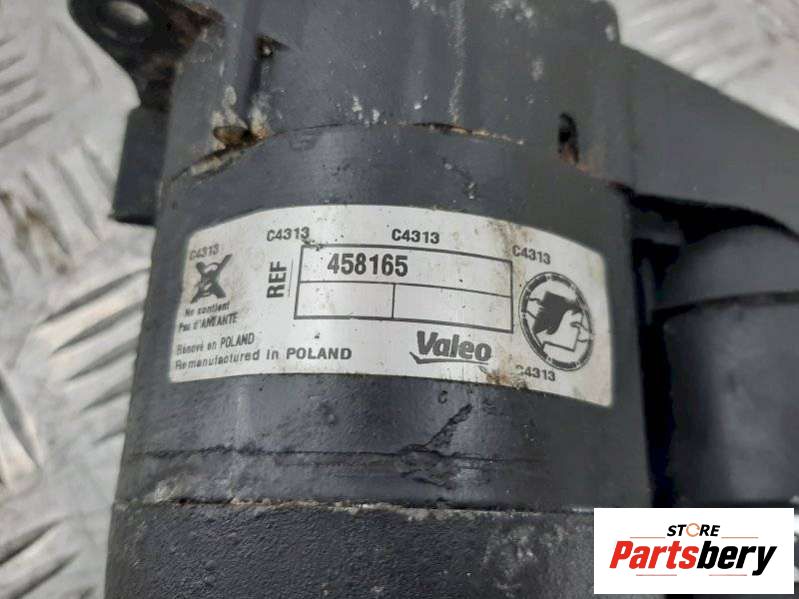 C4313 C4313 C4313 C4313
REF 458165
Ne contient
Pas d'AMIANTE
Rénové en POLAND
Remanufactured in POLAND
Valeo
C4313
STORE
Partsbery